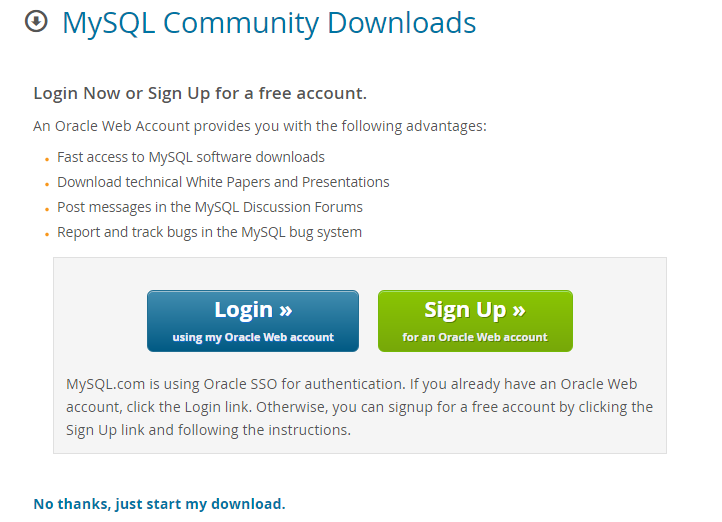 MySQL Community Downloads
Login Now or Sign Up for a free account.
An Oracle Web Account provides you with the following advantages:
Fast access to MySQL software downloads
Download technical White Papers and Presentations
Post messages in the MySQL Discussion Forums
Report and track bugs in the MySQL bug system
Login »
using my Oracle Web account
Sign Up »
for an Oracle Web account
MySQL.com is using Oracle SSO for authentication. If you already have an Oracle Web
account, click the Login link. Otherwise, you can signup for a free account by clicking the
Sign Up link and following the instructions.
No thanks, just start my download.